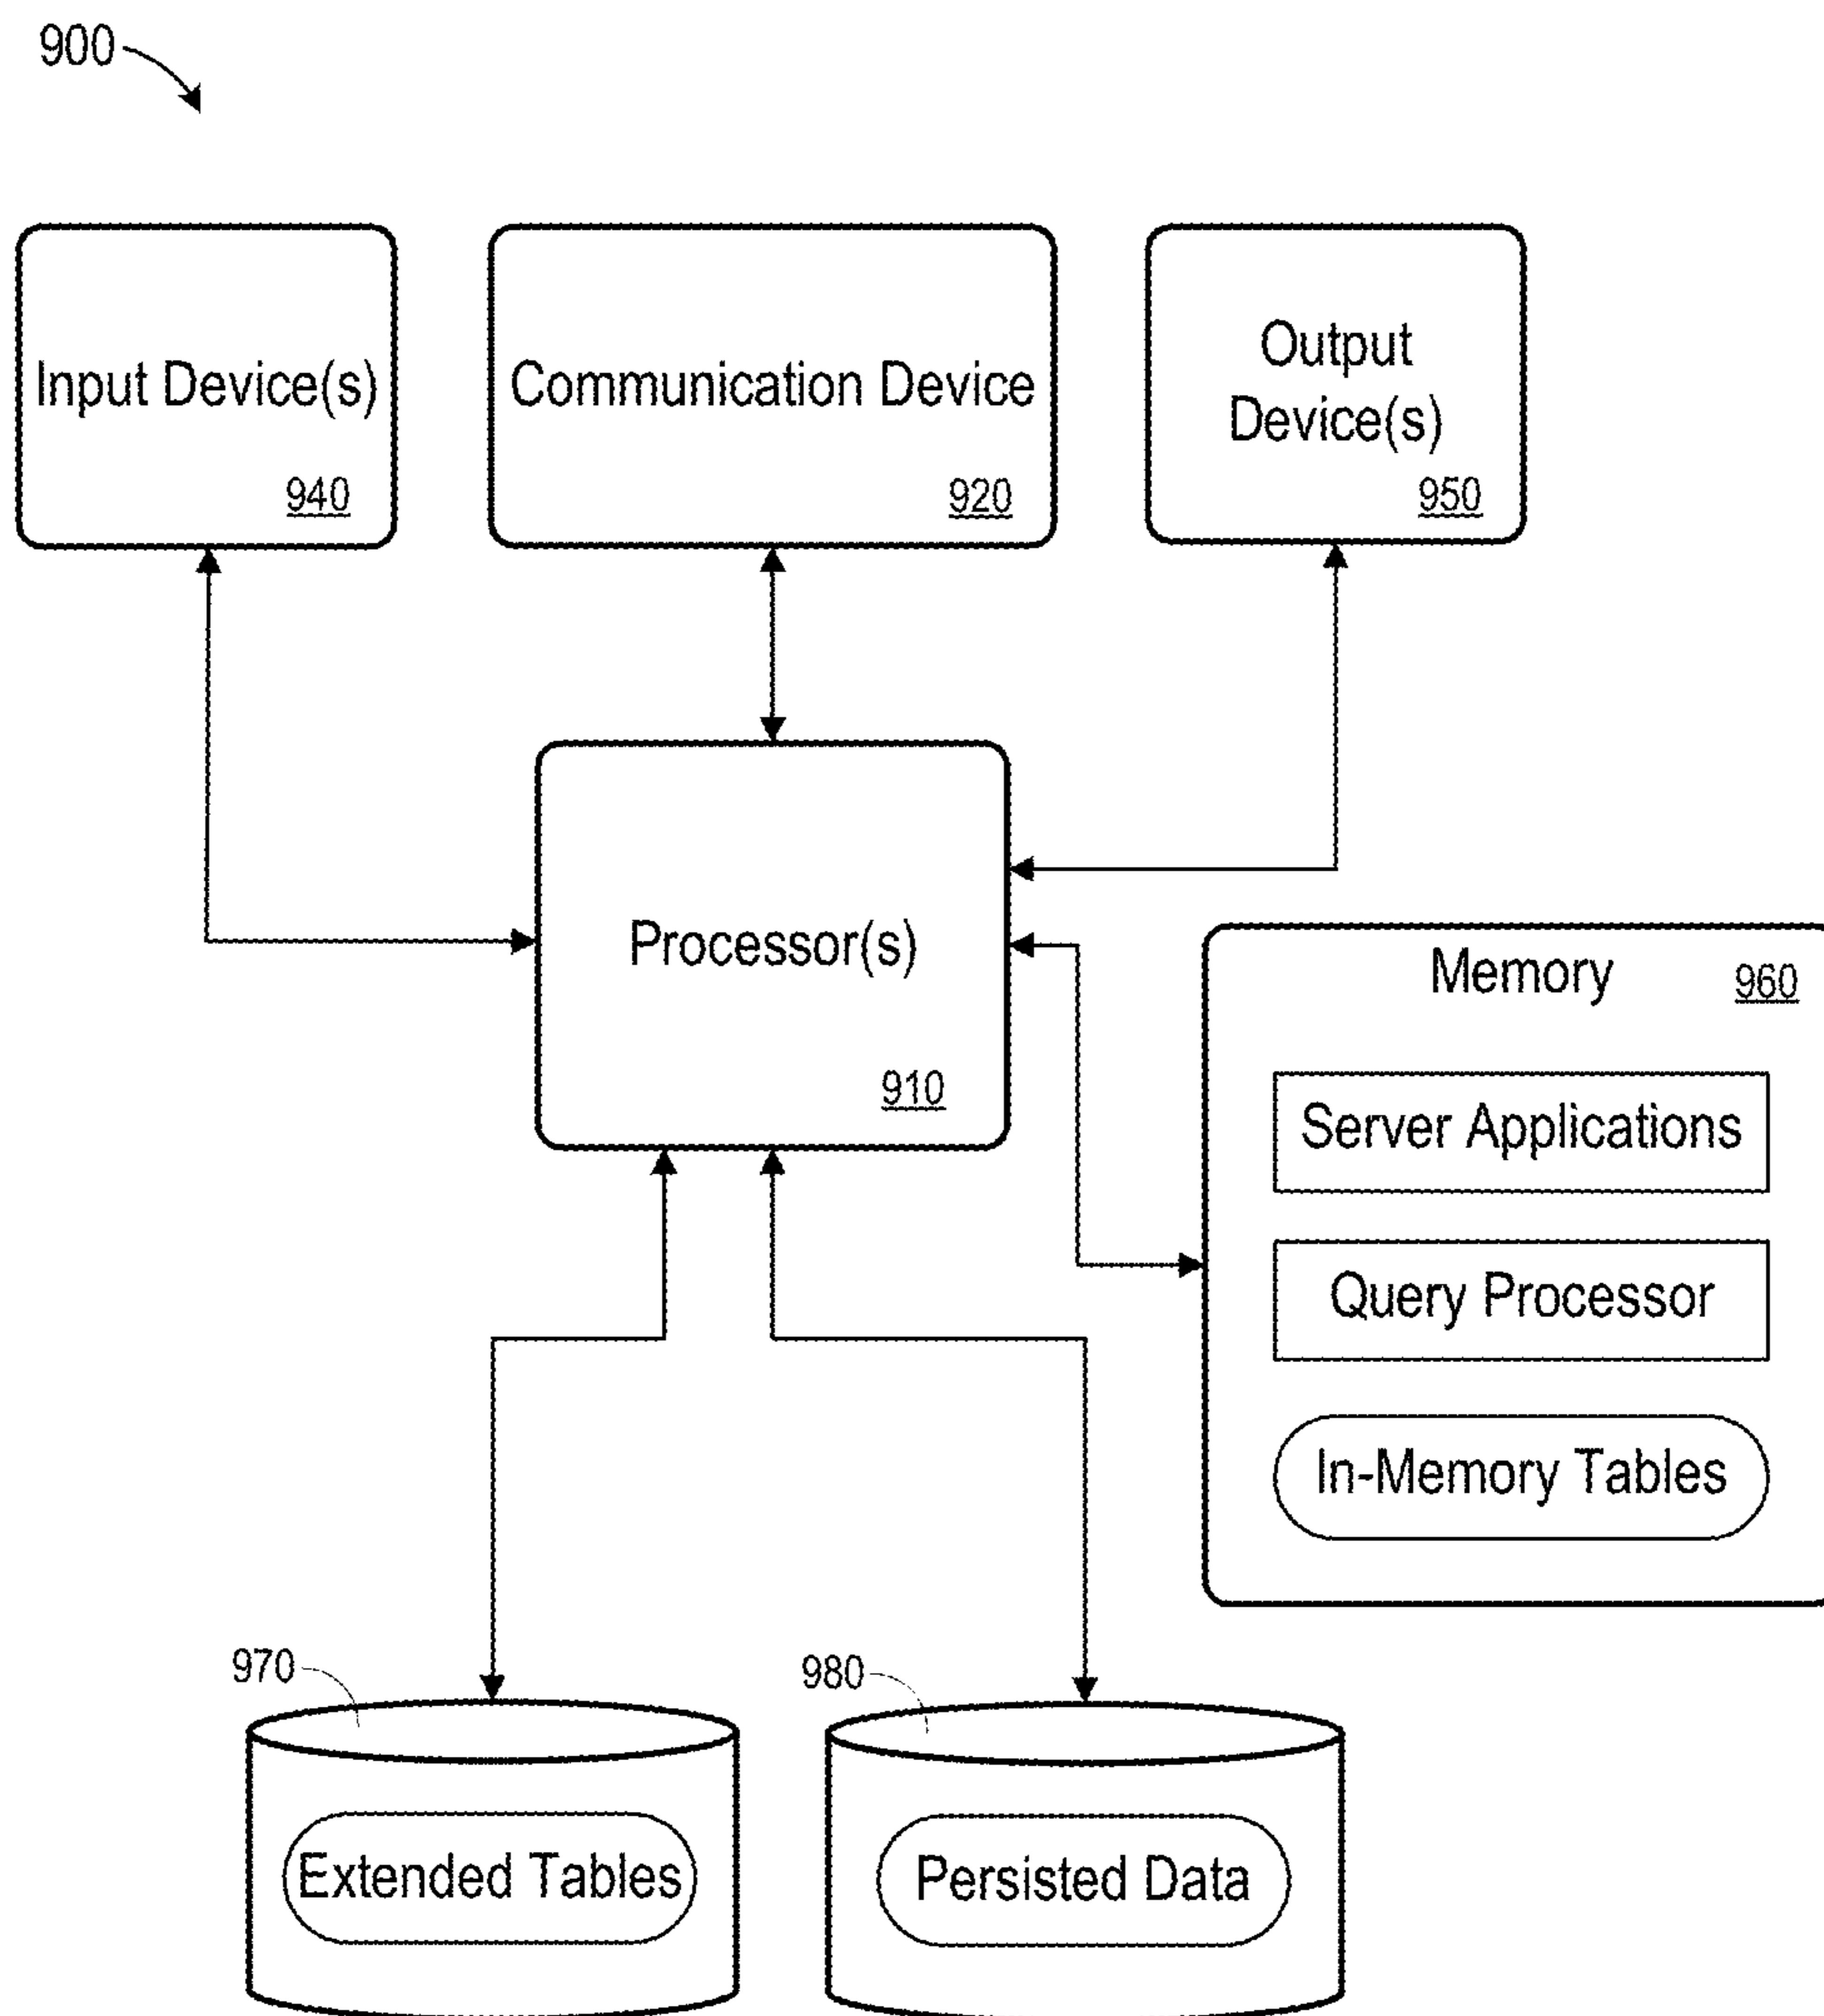 900
Input Device(s)
940
Communication Device
920
Output
Device(s)
950
Processor(s)
910
Memory
960
Server Applications
Query Processor
In-Memory Tables
970
Extended Tables
980
Persisted Data